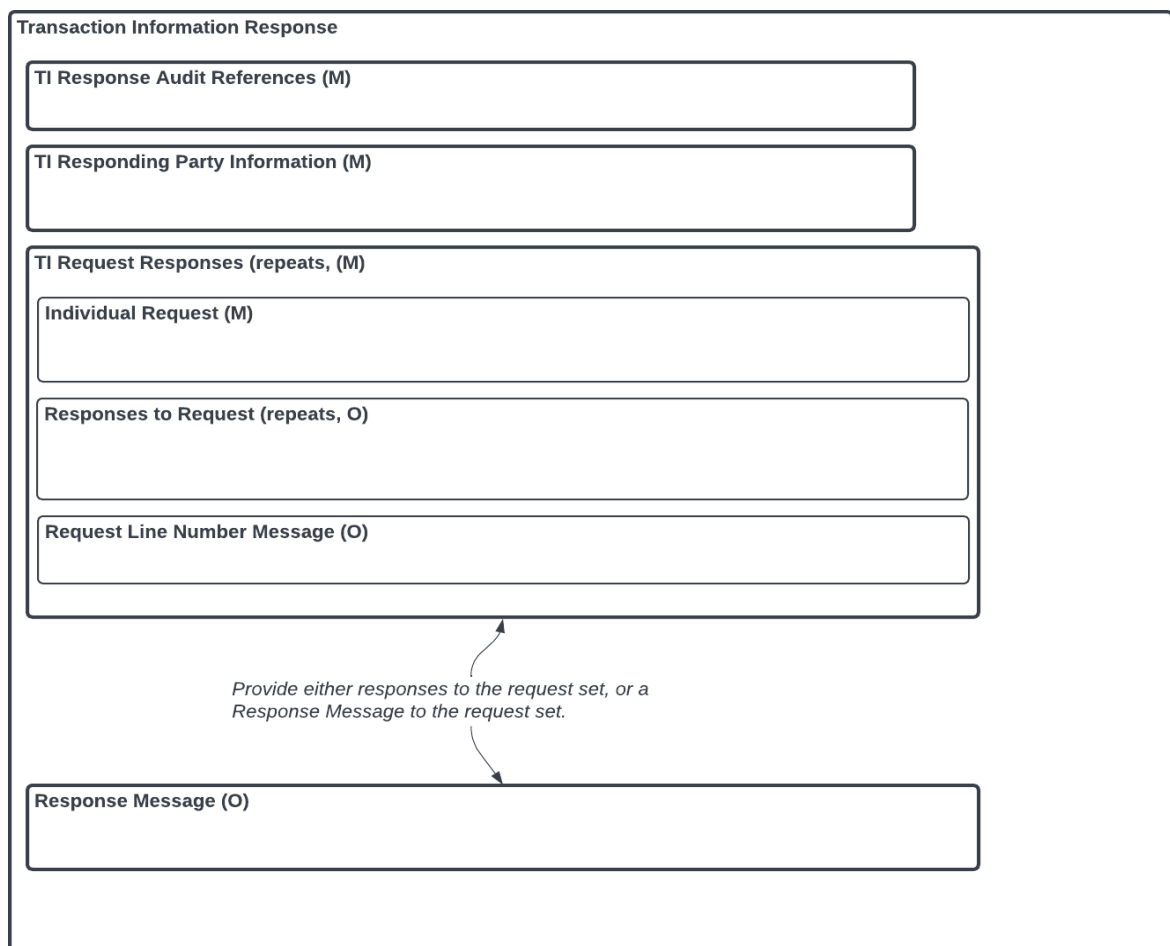 Transaction Information Response
TI Response Audit References (M)
TI Responding Party Information (M)
TI Request Responses (repeats, (M)
Individual Request (M)
Responses to Request (repeats, O)
Request Line Number Message (O)
Provide either responses to the request set, or a
Response Message to the request set.
Response Message (O)